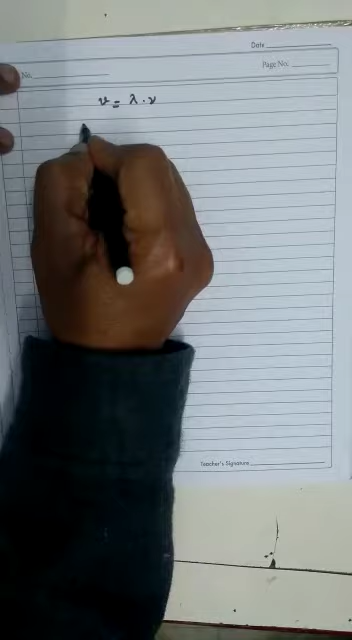 Date
No.
Page No:
v = λ . ν
Teacher's Signature